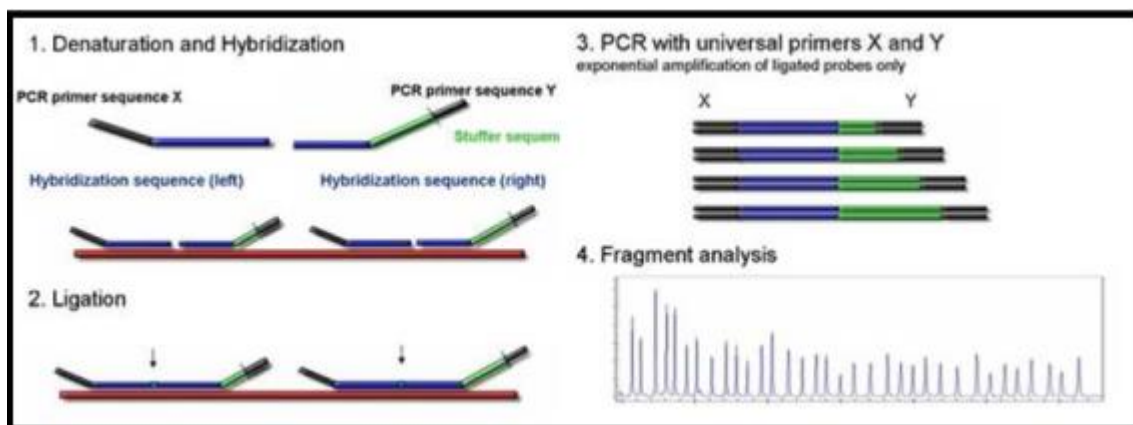 1. Denaturation and Hybridization
PCR primer sequence X
PCR primer sequence Y
Stuffer sequem
Hybridization sequence (left)
Hybridization sequence (right)
2. Ligation
3. PCR with universal primers X and Y
exponential amplification of ligated probes only
X Y
4. Fragment analysis